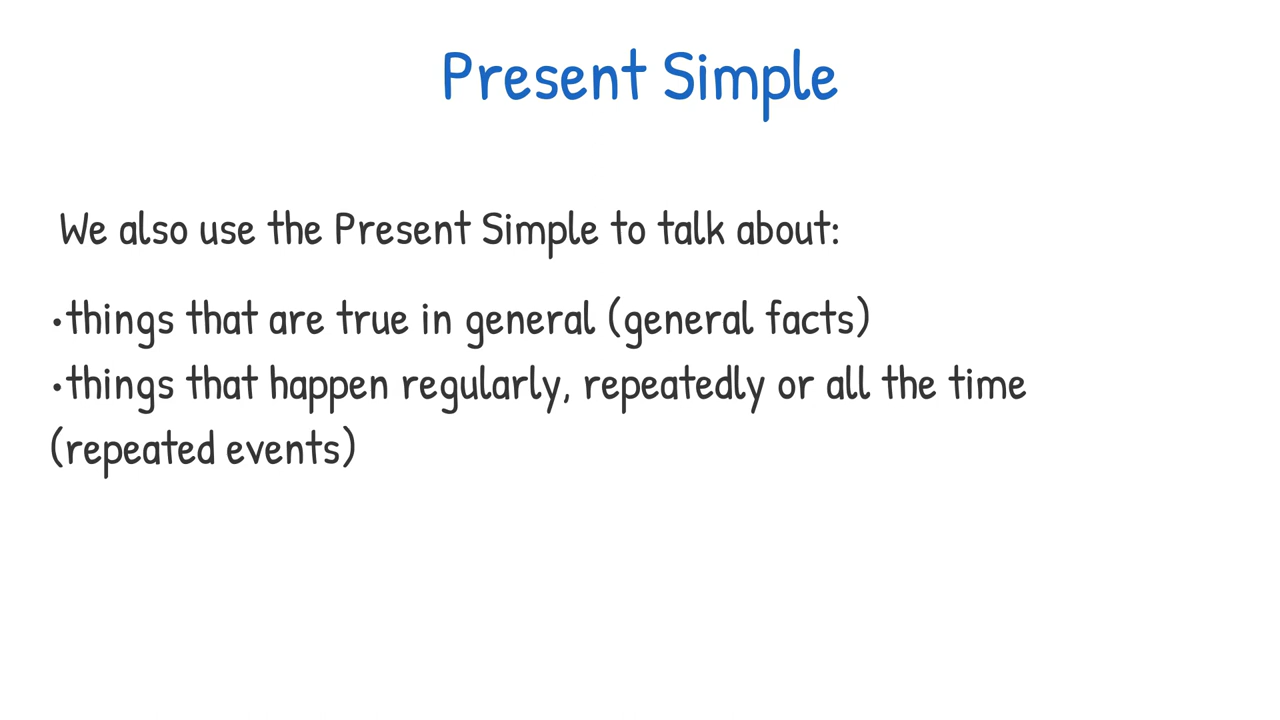 Present Simple
We also use the Present Simple to talk about:
•things that are true in general (general facts)
•things that happen regularly, repeatedly or all the time
(repeated events)